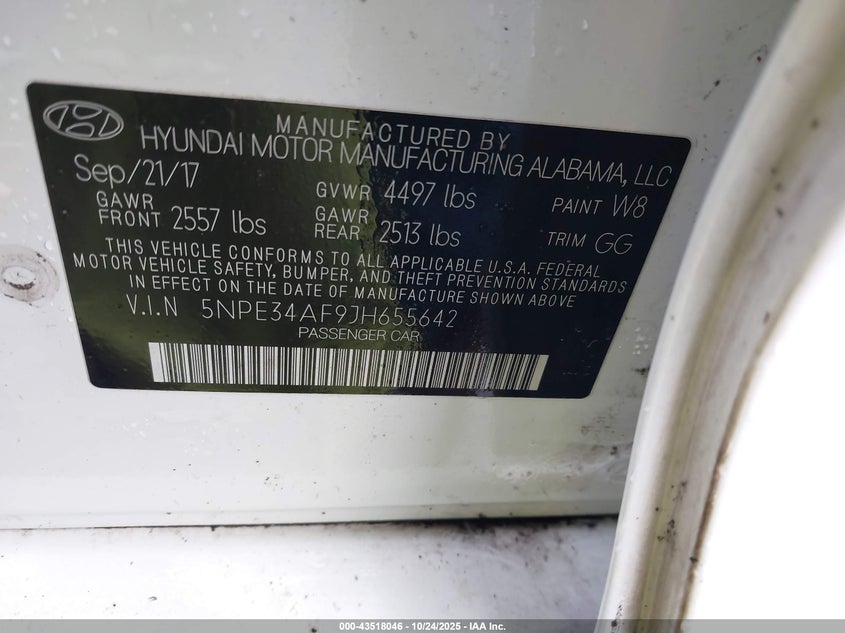 MANUFACTURED BY
HYUNDAI MOTOR MANUFACTURING ALABAMA, LLC
Sep/21/17 GVWR 4497 lbs PAINT W8
GAWR FRONT 2557 lbs GAWR REAR 2513 lbs TRIM GG
THIS VEHICLE CONFORMS TO ALL APPLICABLE U.S.A. FEDERAL
MOTOR VEHICLE SAFETY, BUMPER, AND THEFT PREVENTION STANDARDS
IN EFFECT ON THE DATE OF MANUFACTURE SHOWN ABOVE
V.I.N 5NPE34AF9JH655642
PASSENGER CAR
000-43518046 - 10/24/2025 - IAA Inc.